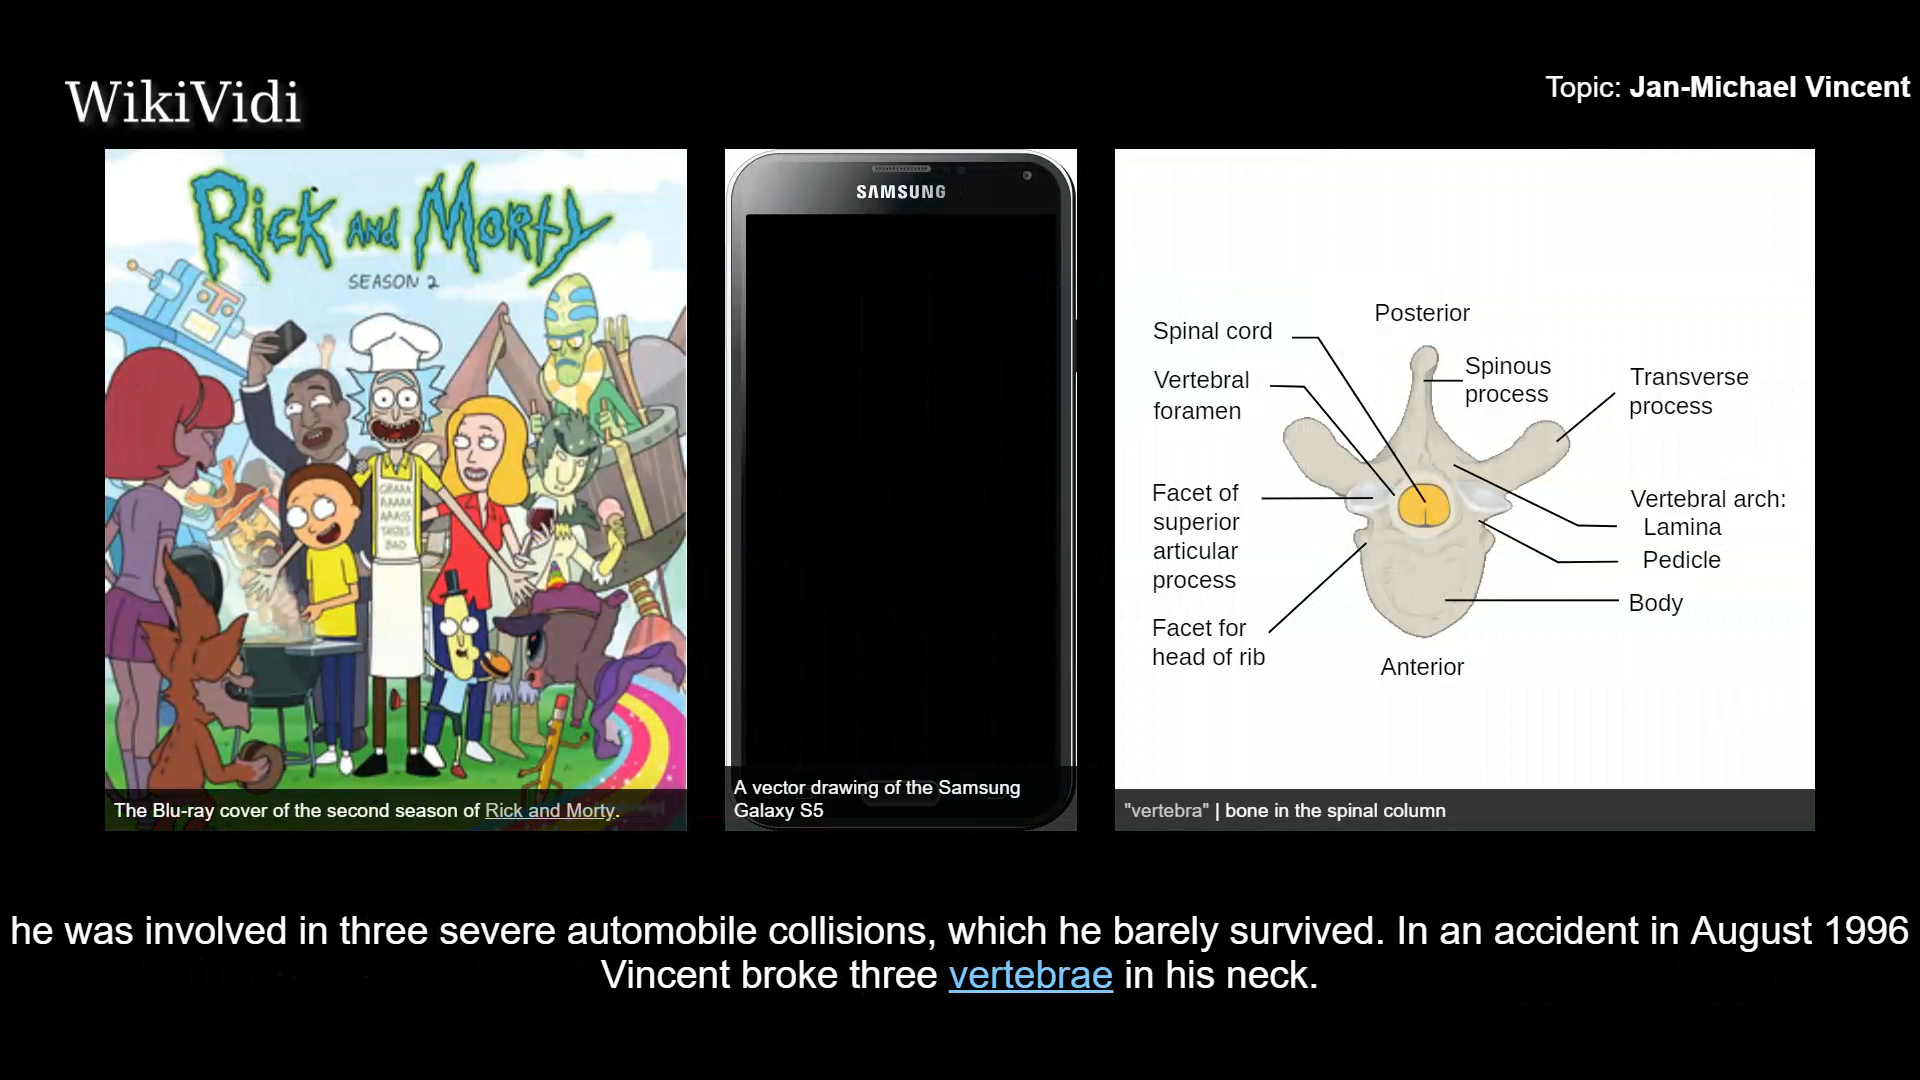 WikiVidi
Topic: Jan-Michael Vincent
RICK AND MORTY
SEASON 2
The Blu-ray cover of the second season of Rick and Morty.
SAMSUNG
A vector drawing of the Samsung
Galaxy S5
Posterior
Spinal cord
Spinous
process
Transverse
process
Vertebral
foramen
Facet of
superior
articular
process
Vertebral arch:
Lamina
Pedicle
Body
Facet for
head of rib
Anterior
"vertebra" | bone in the spinal column
he was involved in three severe automobile collisions, which he barely survived. In an accident in August 1996
Vincent broke three vertebrae in his neck.